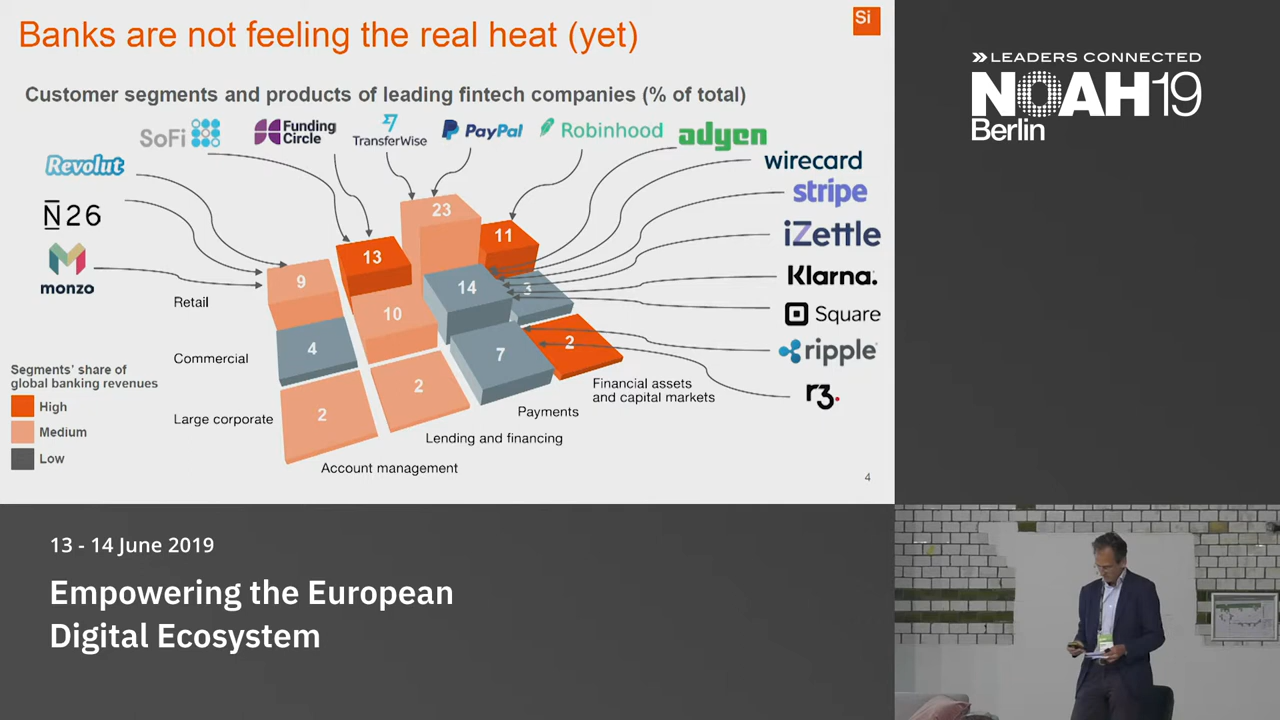 Banks are not feeling the real heat (yet)
Si
Customer segments and products of leading fintech companies (% of total)
SoFi
Funding Circle
TransferWise
PayPal
Robinhood
adyen
wirecard
stripe
iZettle
Klarna.
Square
ripple
r3.
Revolut
N26
monzo
23
11
13
9
14
3
10
4
7
2
2
2
Retail
Commercial
Large corporate
Financial assets
and capital markets
Payments
Lending and financing
Account management
Segments' share of
global banking revenues
High
Medium
Low
4
LEADERS CONNECTED
NOAH19
Berlin
13 - 14 June 2019
Empowering the European
Digital Ecosystem